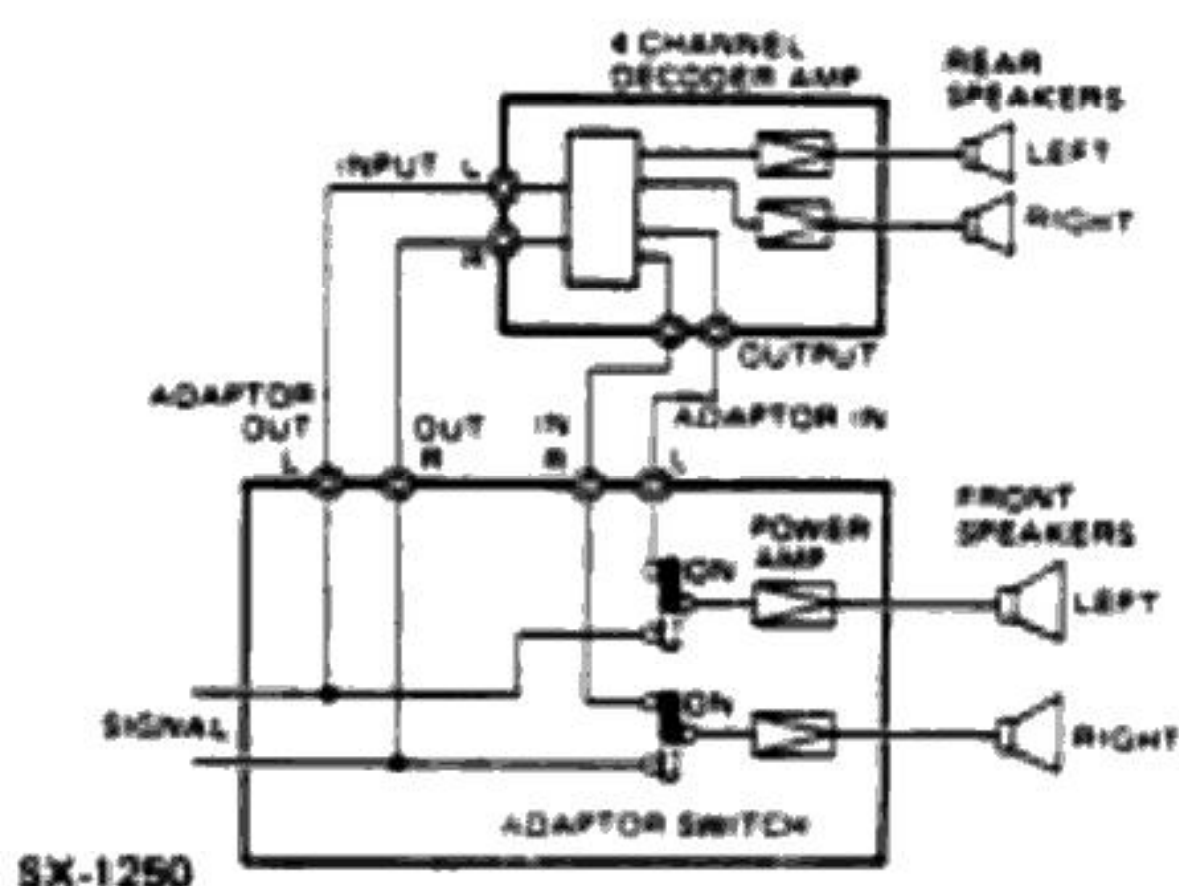 4 CHANNEL
DECODER AMP
REAR
SPEAKERS
INPUT L
LEFT
RIGHT
R
OUTPUT
ADAPTOR
OUT
L
OUT
R
IN
R
ADAPTOR IN
L
FRONT
SPEAKERS
POWER
AMP
ON
LEFT
SIGNAL
ON
RIGHT
ADAPTOR SWITCH
SX-1250